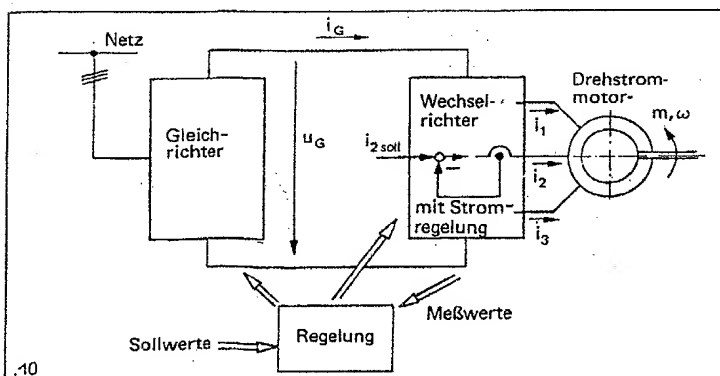 Netz
i_G
Drehstrom-
motor-
m, ω
Wechsel-
richter
i_1
Gleich-
richter
u_G
i_2 soll
i_2
mit Strom-
regelung
i_3
Meßwerte
Sollwerte
Regelung
.10